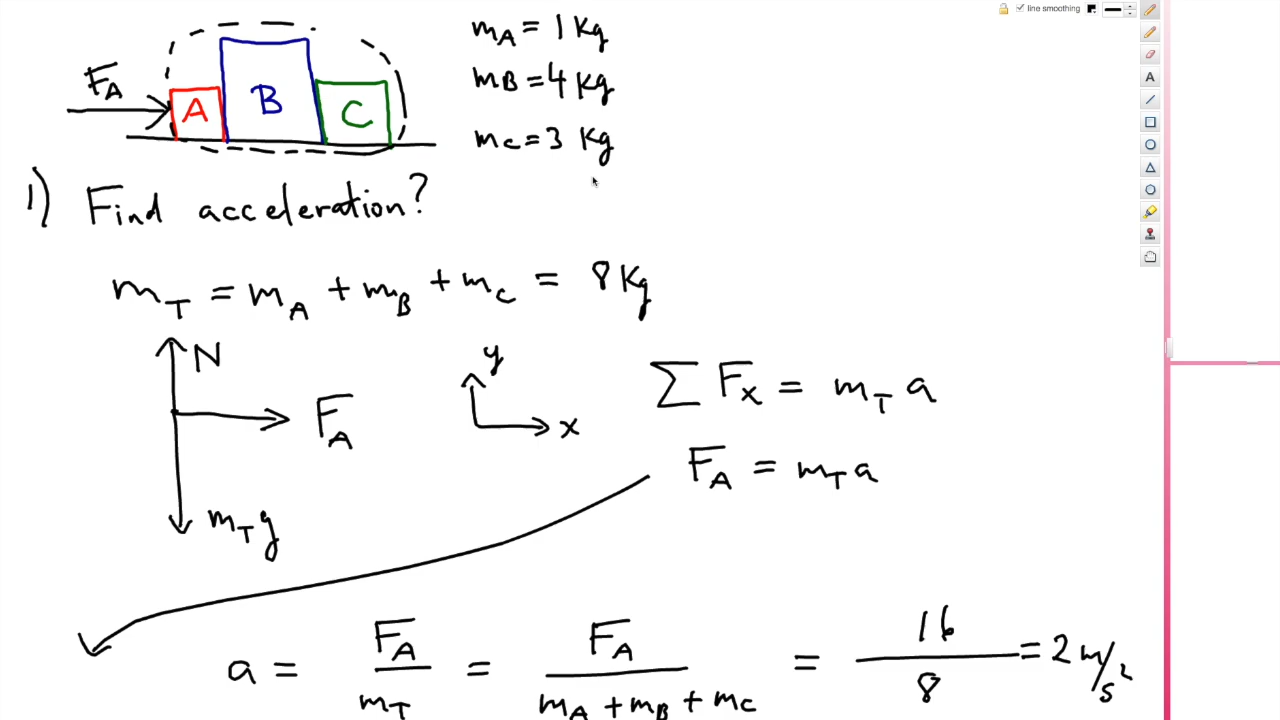 line smoothing
A
F_A
A
B
C
m_A = 1 Kg
m_B = 4 Kg
m_C = 3 Kg
1) Find acceleration?
m_T = m_A + m_B + m_C = 8 Kg
N
F_A
m_T g
y
x
∑ F_x = m_T a
F_A = m_T a
a = F_A / m_T = F_A / (m_A + m_B + m_C) = 16 / 8 = 2 m/s²